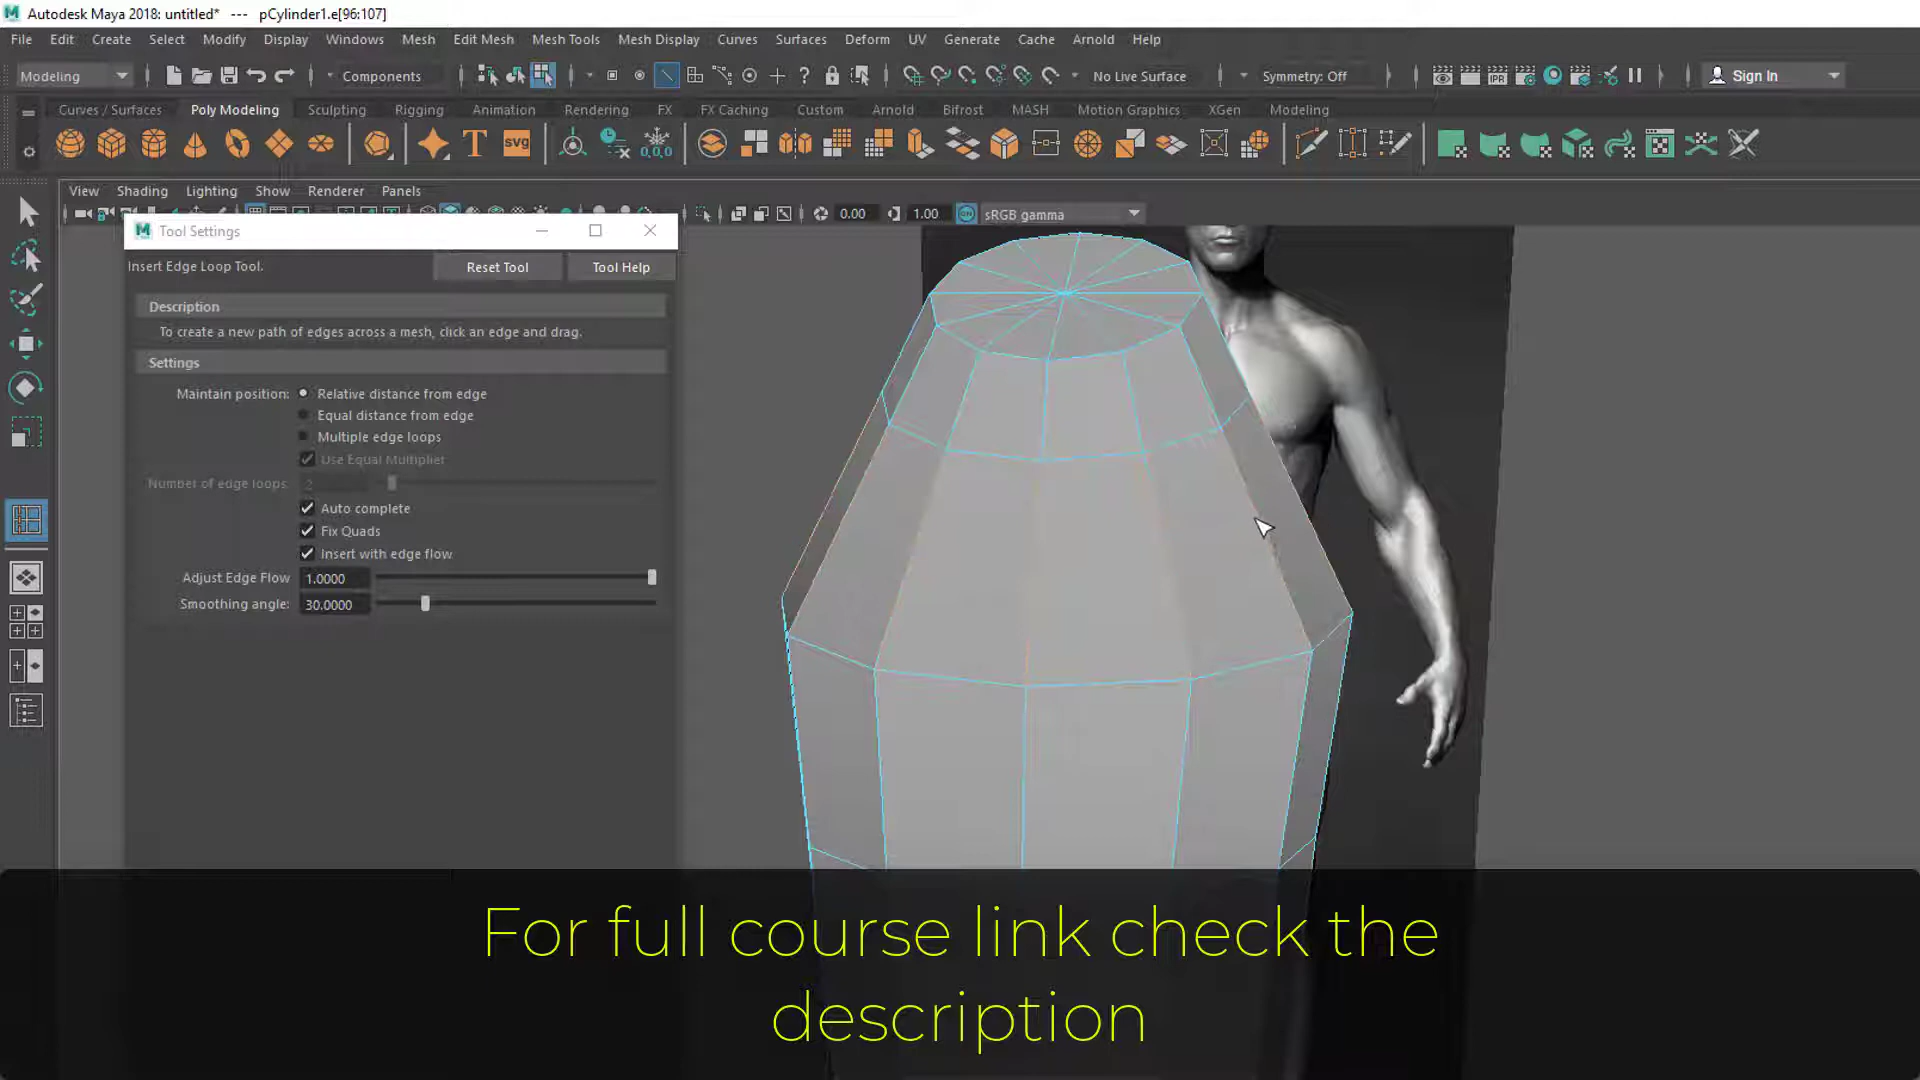 Autodesk Maya 2018: untitled*   ---   pCylinder1.e[96:107]
File Edit Create Select Modify Display Windows Mesh Edit Mesh Mesh Tools Mesh Display Curves Surfaces Deform UV Generate Cache Arnold Help
Modeling Components No Live Surface Symmetry: Off IPR Sign In
Curves / Surfaces Poly Modeling Sculpting Rigging Animation Rendering FX FX Caching Custom Arnold Bifrost MASH Motion Graphics XGen Modeling
T SVG 0,0,0
View Shading Lighting Show Renderer Panels
0.00 1.00 ON sRGB gamma
Tool Settings
Insert Edge Loop Tool. Reset Tool Tool Help
Description
To create a new path of edges across a mesh, click an edge and drag.
Settings
Maintain position: Relative distance from edge
Equal distance from edge
Multiple edge loops
Use Equal Multiplier
Number of edge loops: 2
Auto complete
Fix Quads
Insert with edge flow
Adjust Edge Flow 1.0000
Smoothing angle: 30.0000
For full course link check the
description